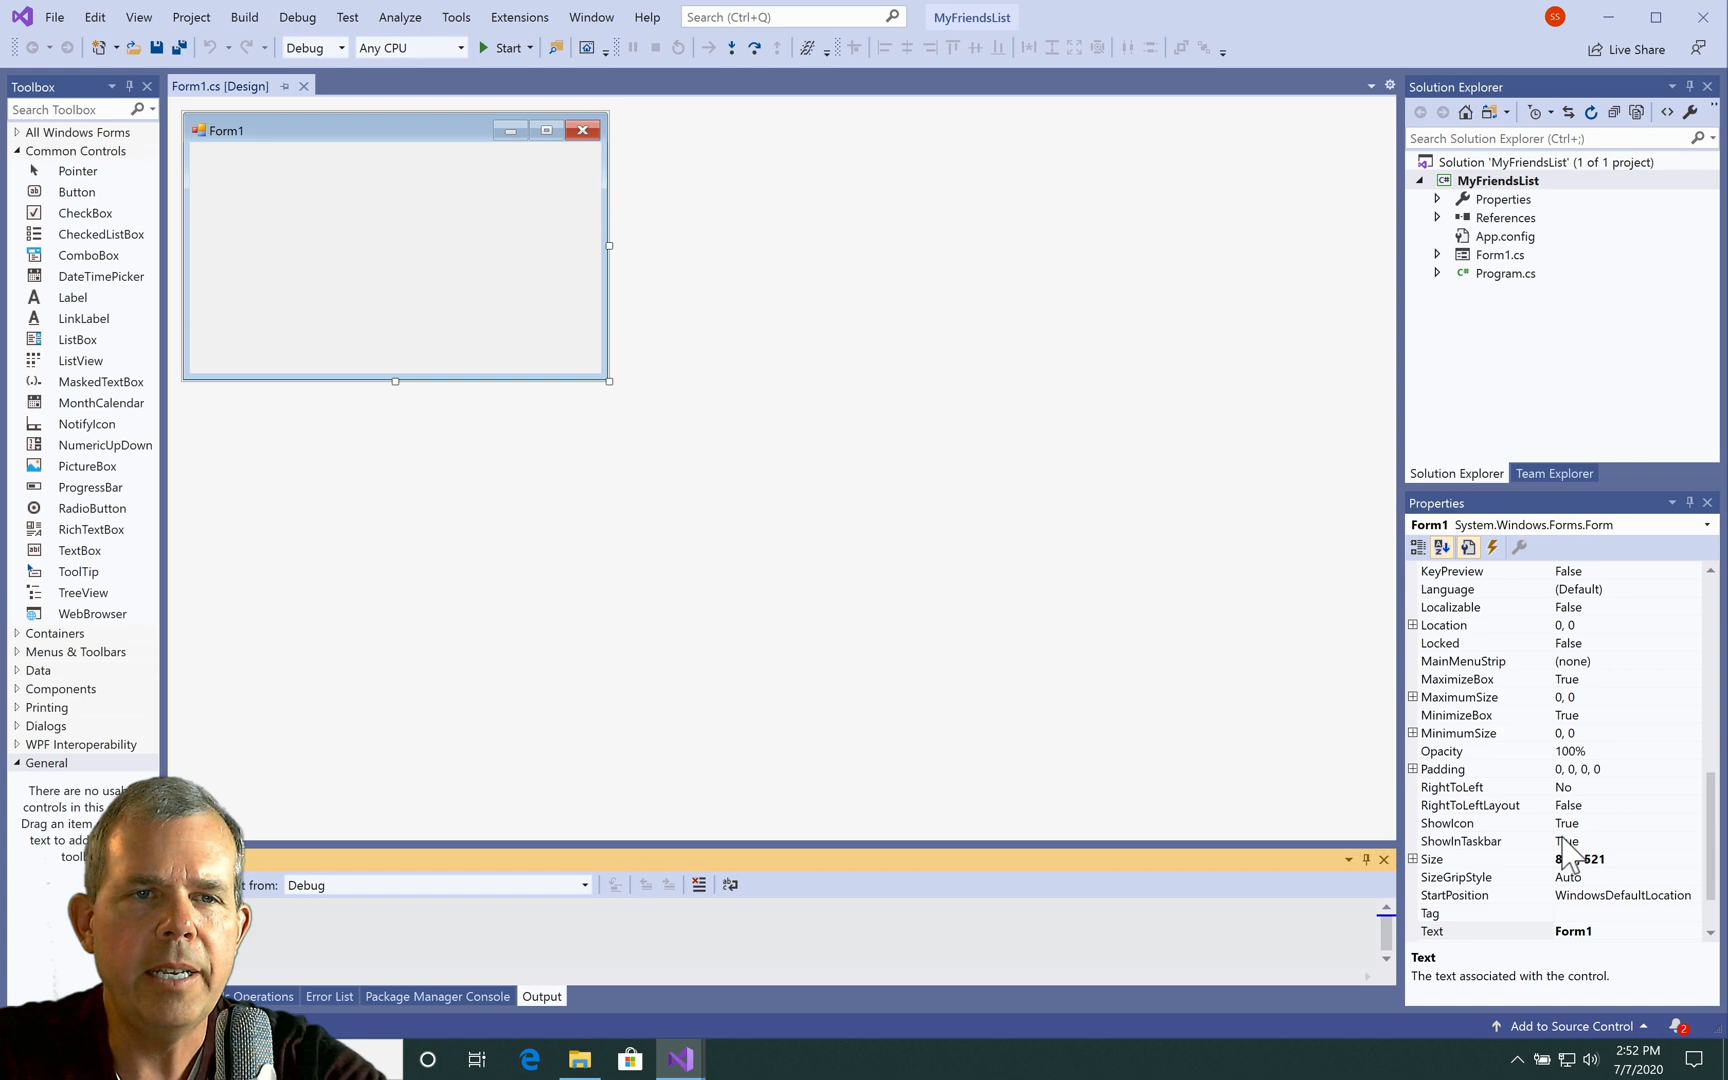 File Edit View Project Build Debug Test Analyze Tools Extensions Window Help Search (Ctrl+Q) MyFriendsList SS
Debug Any CPU Start Live Share
Toolbox
Search Toolbox
All Windows Forms
Common Controls
Pointer
Button
CheckBox
CheckedListBox
ComboBox
DateTimePicker
Label
LinkLabel
ListBox
ListView
MaskedTextBox
MonthCalendar
NotifyIcon
NumericUpDown
PictureBox
ProgressBar
RadioButton
RichTextBox
TextBox
ToolTip
TreeView
WebBrowser
Containers
Menus & Toolbars
Data
Components
Printing
Dialogs
WPF Interoperability
General
There are no
controls in this
Drag an item
text to
Form1.cs [Design]
Form1
from: Debug
Operations Error List Package Manager Console Output
Solution Explorer
Search Solution Explorer (Ctrl+;)
Solution 'MyFriendsList' (1 of 1 project)
MyFriendsList
Properties
References
App.config
Form1.cs
Program.cs
Solution Explorer Team Explorer
Properties
Form1 System.Windows.Forms.Form
KeyPreview False
Language (Default)
Localizable False
Location 0, 0
Locked False
MainMenuStrip (none)
MaximizeBox True
MaximumSize 0, 0
MinimizeBox True
MinimumSize 0, 0
Opacity 100%
Padding 0, 0, 0, 0
RightToLeft No
RightToLeftLayout False
ShowIcon True
ShowInTaskbar
Size 521
SizeGripStyle Auto
StartPosition WindowsDefaultLocation
Tag
Text Form1
Text
The text associated with the control.
Add to Source Control 2
2:52 PM
7/7/2020